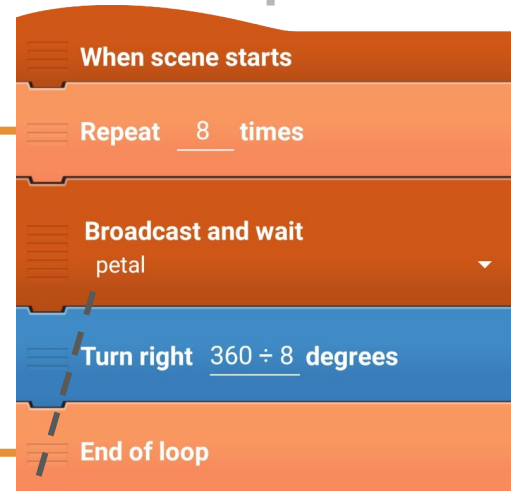 When scene starts
Repeat 8 times
Broadcast and wait
petal
Turn right 360 ÷ 8 degrees
End of loop